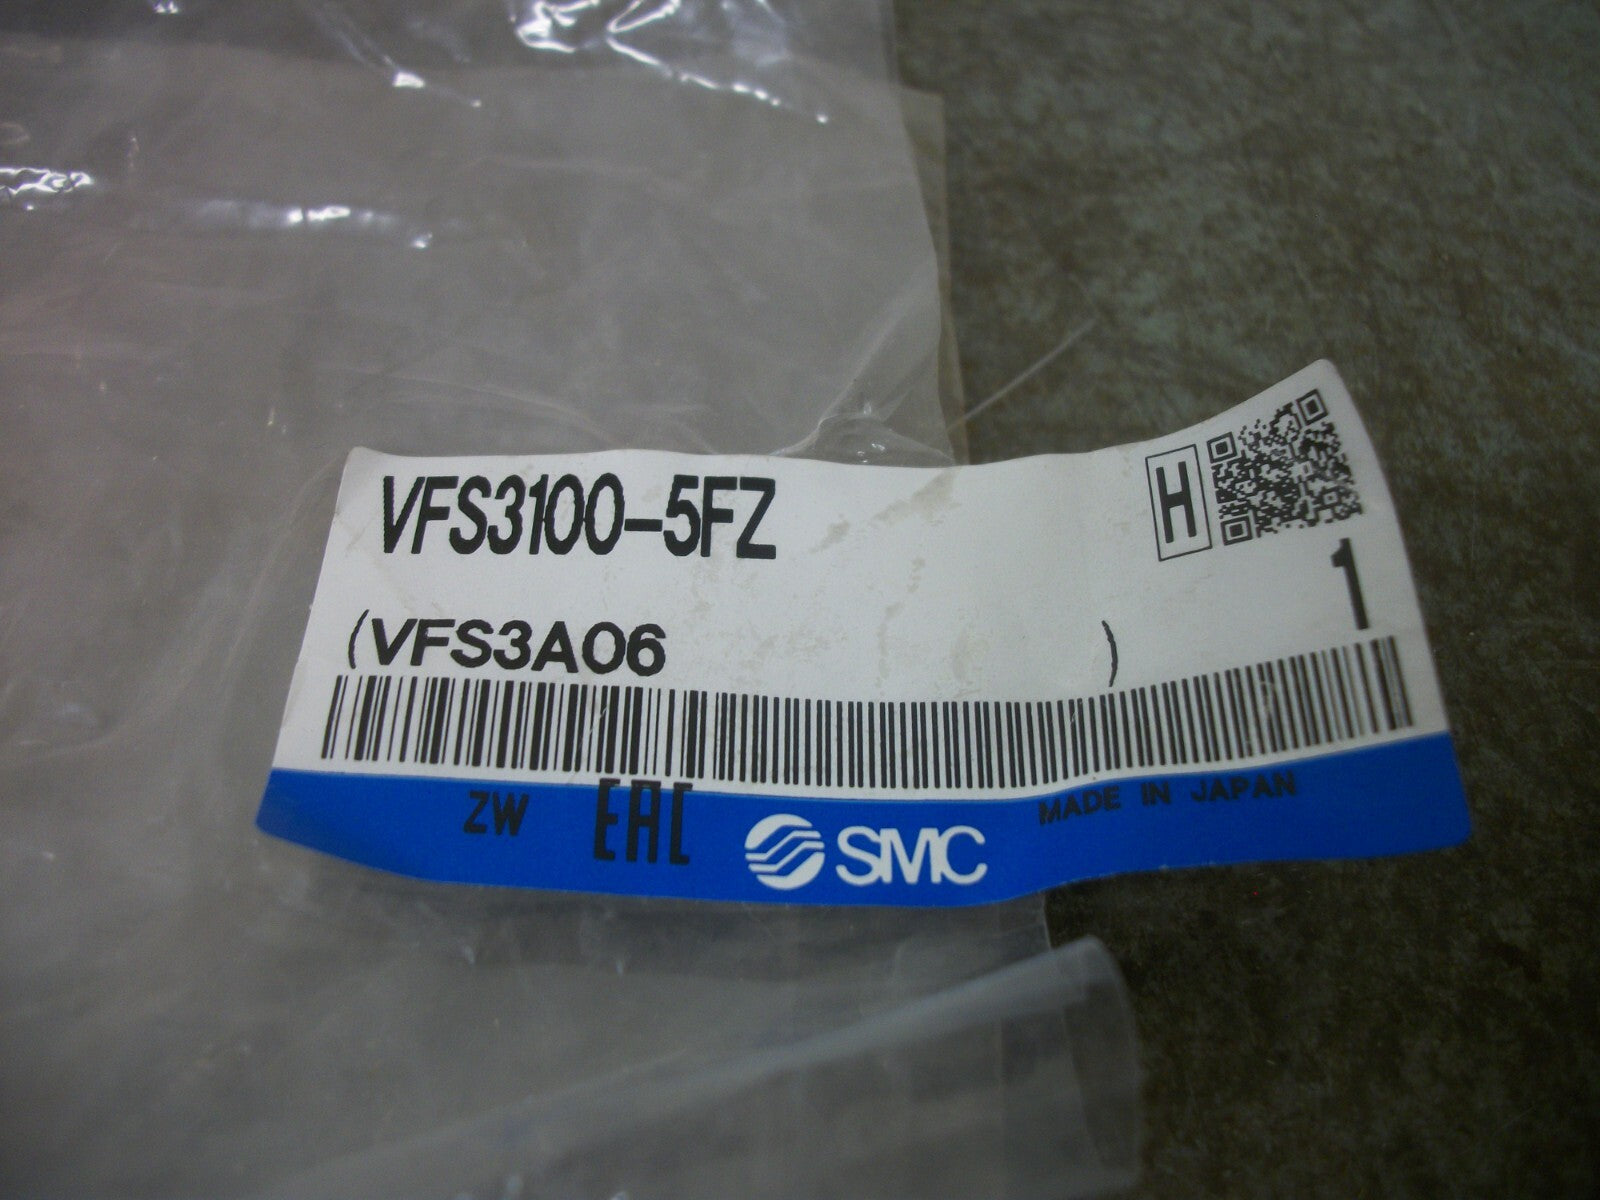 VFS3100-5FZ
H
1
(VFS3A06 )
ZW EAC SMC MADE IN JAPAN